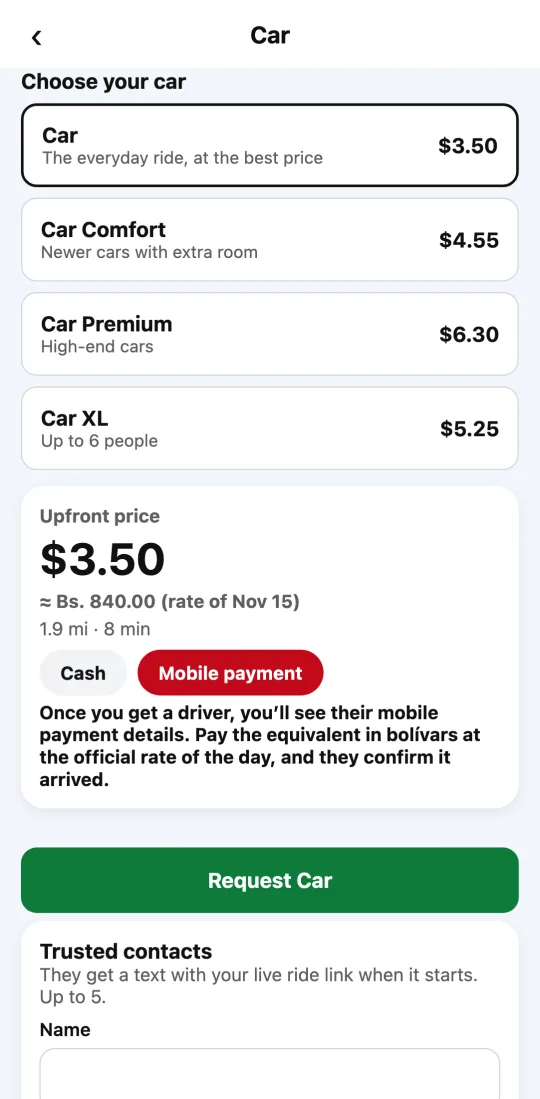 ‹
Car
Choose your car
Car
The everyday ride, at the best price
$3.50
Car Comfort
Newer cars with extra room
$4.55
Car Premium
High-end cars
$6.30
Car XL
Up to 6 people
$5.25
Upfront price
$3.50
≈ Bs. 840.00 (rate of Nov 15)
1.9 mi · 8 min
Cash
Mobile payment
Once you get a driver, you’ll see their mobile
payment details. Pay the equivalent in bolívars at
the official rate of the day, and they confirm it
arrived.
Request Car
Trusted contacts
They get a text with your live ride link when it starts.
Up to 5.
Name